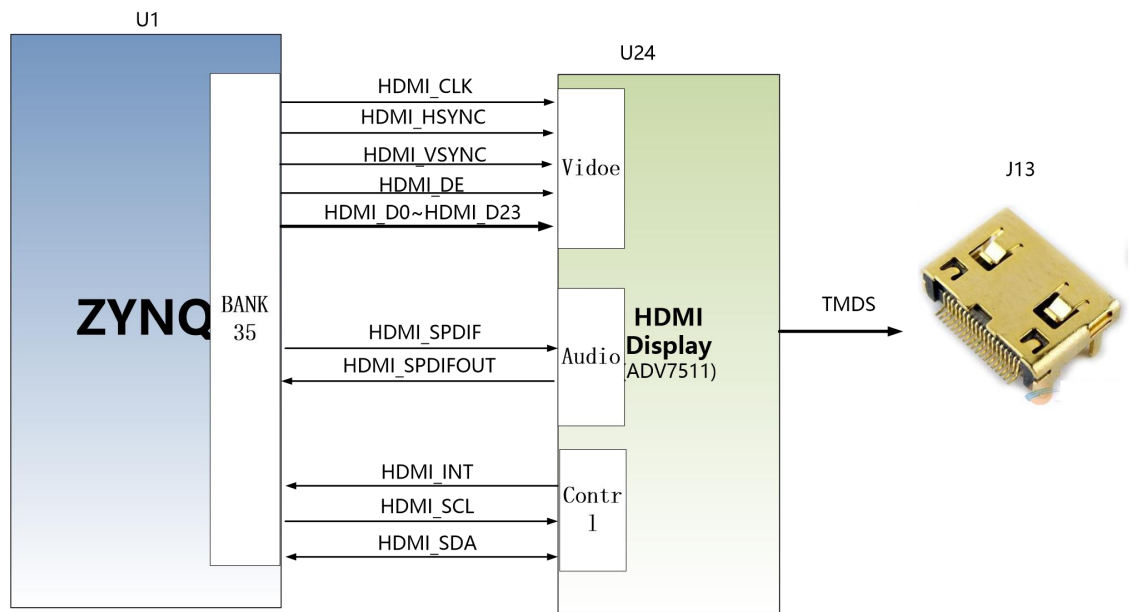 U1
U24
HDMI_CLK
HDMI_HSYNC
HDMI_VSYNC
HDMI_DE
HDMI_D0~HDMI_D23
Vidoe
J13
ZYNQ
BANK
35
HDMI_SPDIF
HDMI_SPDIFOUT
Audio
HDMI
Display
(ADV7511)
TMDS
HDMI_INT
HDMI_SCL
HDMI_SDA
Contr
l